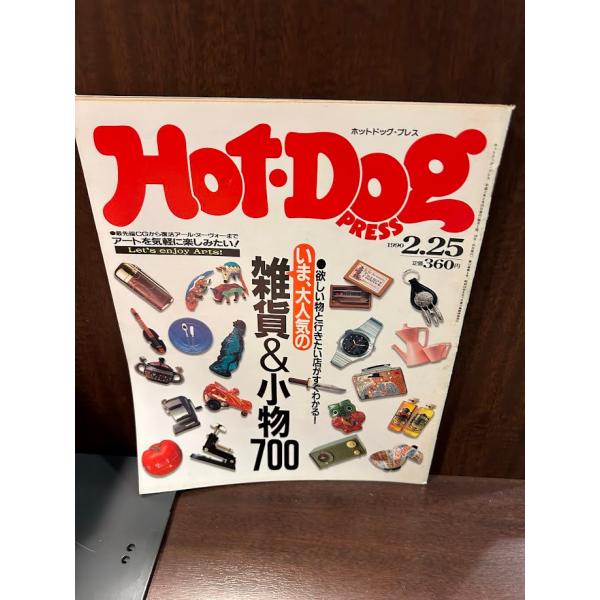 ホットドッグ・プレス
Hot·Dog
PRESS
1990 2.25
定価360円
●最先端CGから復活アール・ヌーヴォーまで
アートを気軽に楽しみたい!
Let's enjoy Arts!
●欲しい物と行きたい店がすぐわかる!
いま、大人気の
雑貨&小物700